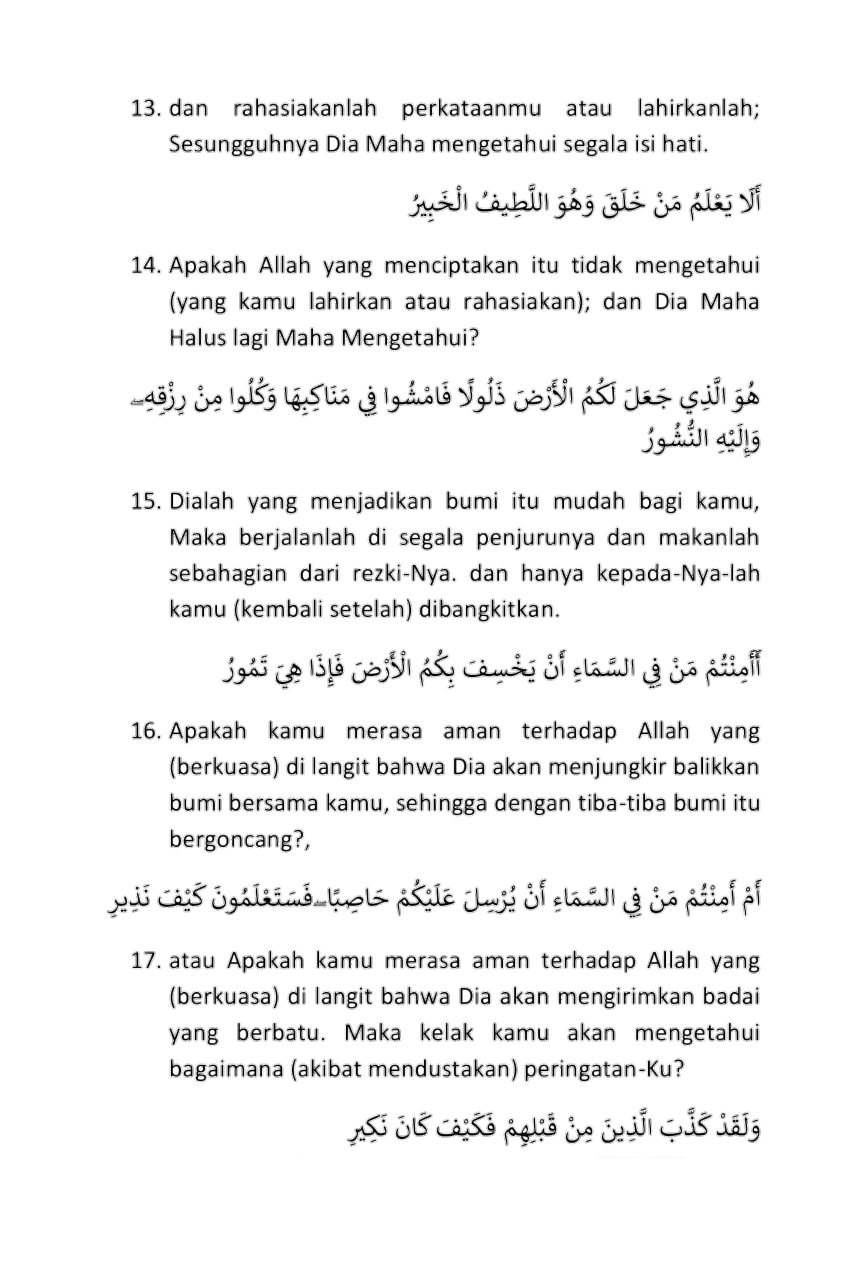 13. dan rahasiakanlah perkataanmu atau lahirkanlah;
Sesungguhnya Dia Maha mengetahui segala isi hati.
أَلَا يَعْلَمُ مَنْ خَلَقَ وَهُوَ اللَّطِيفُ الْخَبِيرُ
14. Apakah Allah yang menciptakan itu tidak mengetahui
(yang kamu lahirkan atau rahasiakan); dan Dia Maha
Halus lagi Maha Mengetahui?
هُوَ الَّذِي جَعَلَ لَكُمُ الْأَرْضَ ذَلُولًا فَامْشُوا فِي مَنَاكِبِهَا وَكُلُوا مِنْ رِزْقِهِۖ
وَإِلَيْهِ النُّشُورُ
15. Dialah yang menjadikan bumi itu mudah bagi kamu,
Maka berjalanlah di segala penjurunya dan makanlah
sebahagian dari rezki-Nya. dan hanya kepada-Nya-lah
kamu (kembali setelah) dibangkitkan.
أَأَمِنْتُمْ مَنْ فِي السَّمَاءِ أَنْ يَخْسِفَ بِكُمُ الْأَرْضَ فَإِذَا هِيَ تَمُورُ
16. Apakah kamu merasa aman terhadap Allah yang
(berkuasa) di langit bahwa Dia akan menjungkir balikkan
bumi bersama kamu, sehingga dengan tiba-tiba bumi itu
bergoncang?,
أَمْ أَمِنْتُمْ مَنْ فِي السَّمَاءِ أَنْ يُرْسِلَ عَلَيْكُمْ حَاصِبًاۖ فَسَتَعْلَمُونَ كَيْفَ نَذِيرِ
17. atau Apakah kamu merasa aman terhadap Allah yang
(berkuasa) di langit bahwa Dia akan mengirimkan badai
yang berbatu. Maka kelak kamu akan mengetahui
bagaimana (akibat mendustakan) peringatan-Ku?
وَلَقَدْ كَذَّبَ الَّذِينَ مِنْ قَبْلِهِمْ فَكَيْفَ كَانَ نَكِيرِ